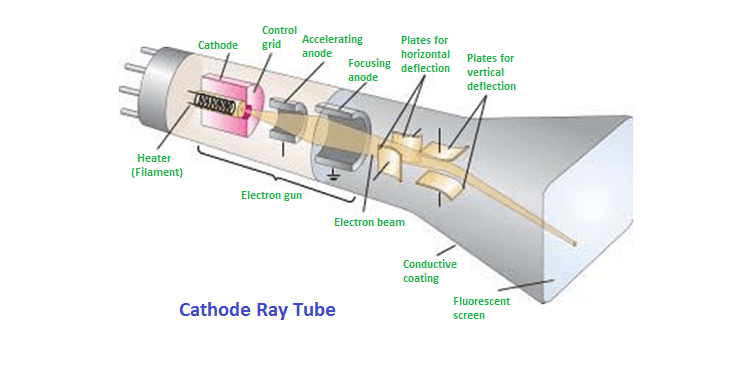 Cathode
Control
grid
Accelerating
anode
Focusing
anode
Plates for
horizontal
deflection
Plates for
vertical
deflection
Heater
(Filament)
Electron gun
Electron beam
Conductive
coating
Fluorescent
screen
Cathode Ray Tube